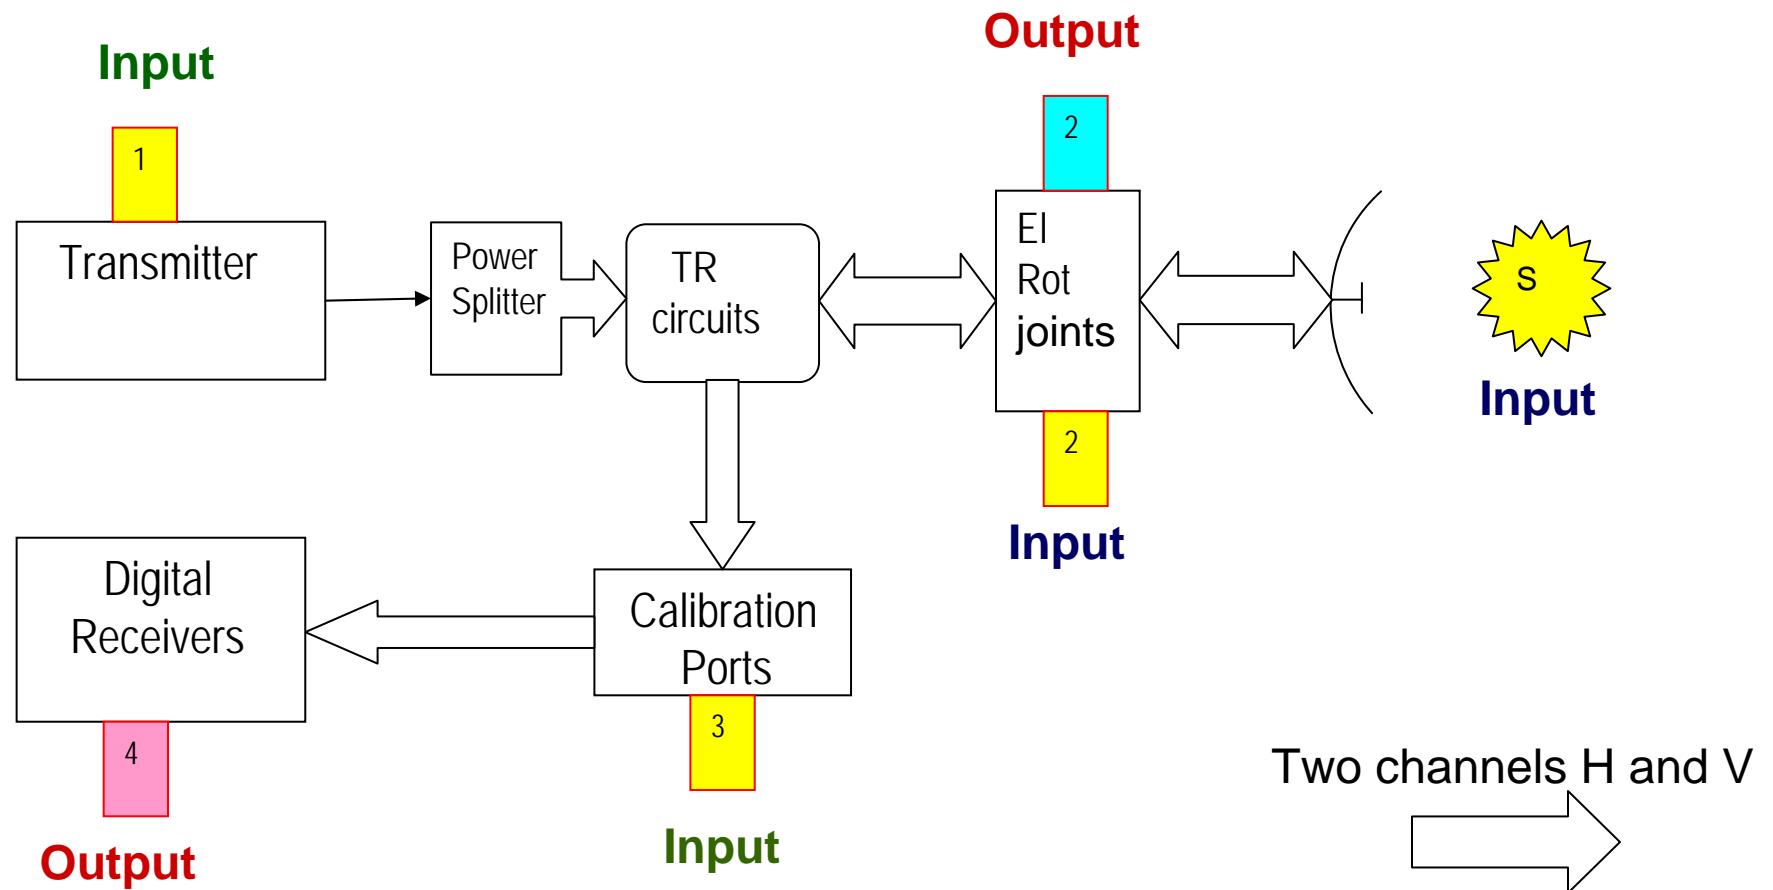 Output
Input
2
1
El
Rot
joints
Transmitter
Power
Splitter
TR
circuits
S
Input
2
Input
Digital
Receivers
Calibration
Ports
3
4
Two channels H and V
Input
Output